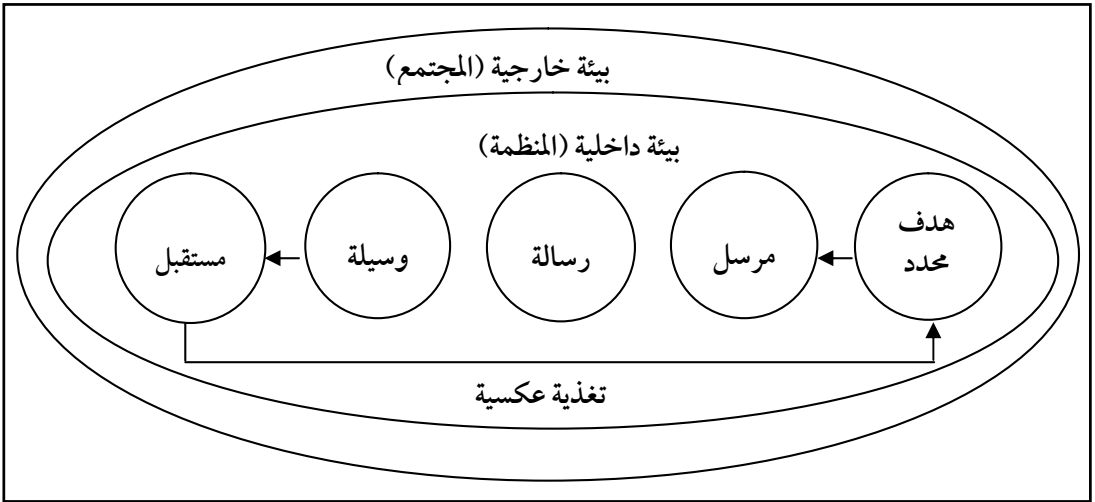 بيئة خارجية (المجتمع)
بيئة داخلية (المنظمة)
هدف
محدد
مرسل
رسالة
وسيلة
مستقبل
تغذية عكسية